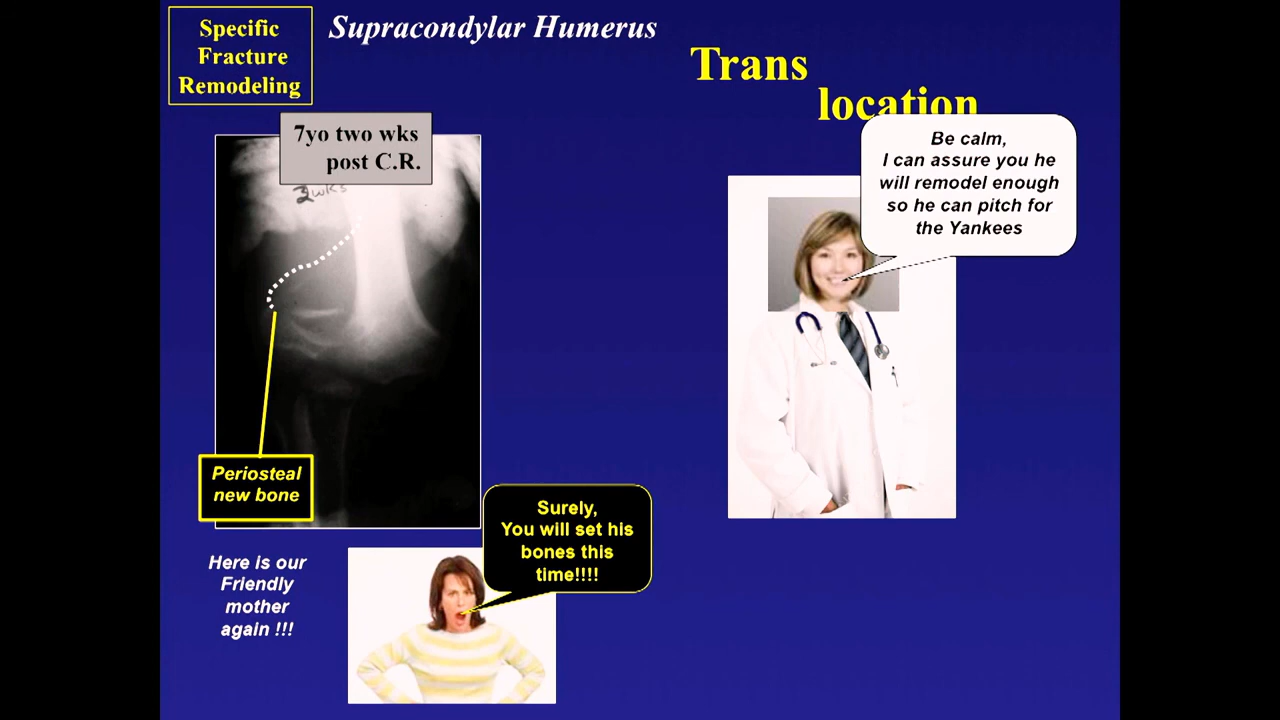 Specific
Fracture
Remodeling
Supracondylar Humerus
Trans
location
7yo two wks
post C.R.
2wks
Be calm,
I can assure you he
will remodel enough
so he can pitch for
the Yankees
Periosteal
new bone
Surely,
You will set his
bones this
time!!!!
Here is our
Friendly
mother
again !!!